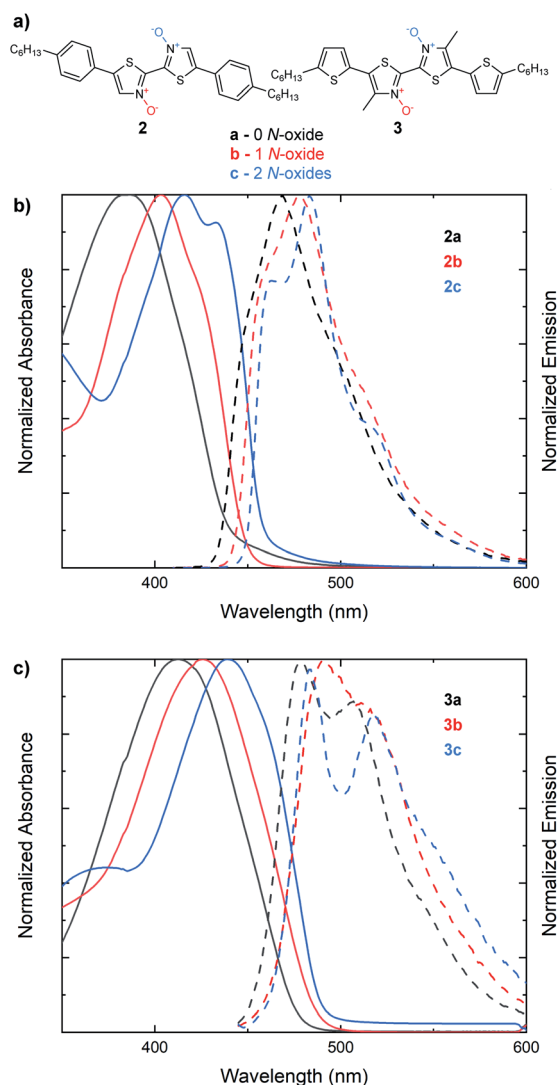 a)
-O
C6H13
N+
S
S
N+
O-
C6H13
2
-O
N+
C6H13
S
S
S
S
C6H13
N+
O-
3
a - 0 N-oxide
b - 1 N-oxide
c - 2 N-oxides
b)
2a
2b
2c
Normalized Absorbance
Normalized Emission
400
500
600
Wavelength (nm)
c)
3a
3b
3c
Normalized Absorbance
Normalized Emission
400
500
600
Wavelength (nm)